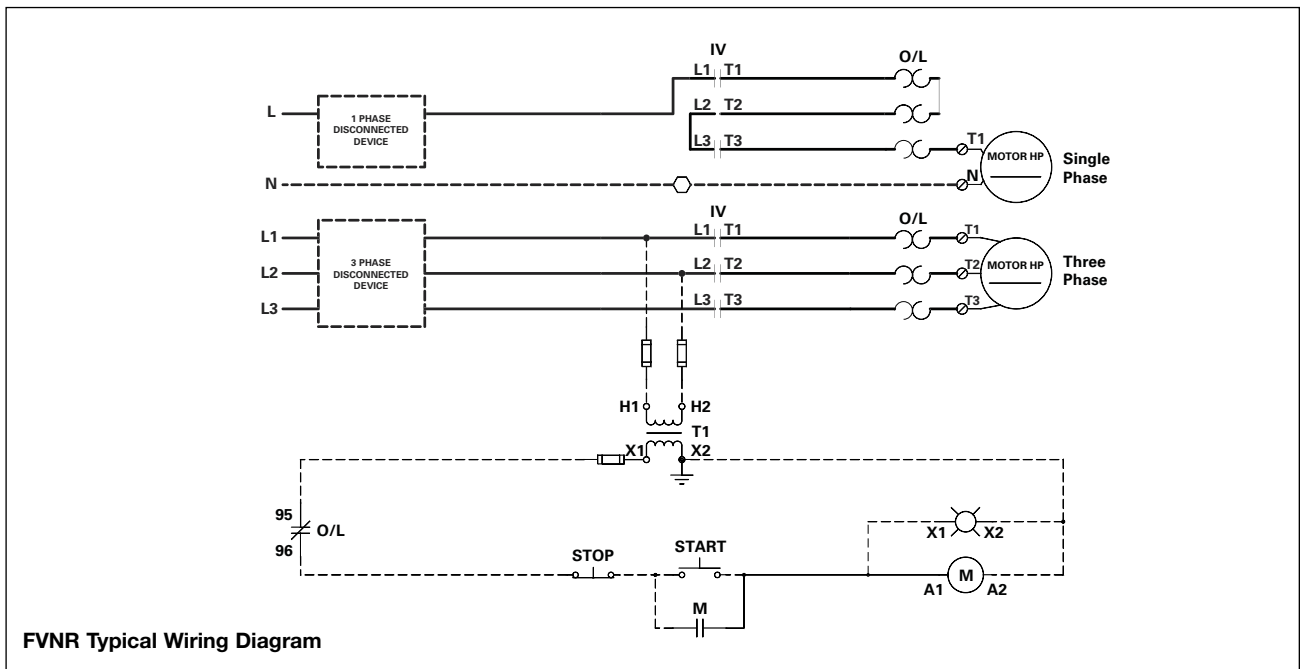 IV
O/L
L1 T1
L
1 PHASE
DISCONNECTED
DEVICE
L2 T2
L3 T3
T1
MOTOR HP
Single
Phase
N
N
IV
O/L
L1
L1 T1
T1
3 PHASE
DISCONNECTED
DEVICE
L2
L2 T2
T2
MOTOR HP
Three
Phase
L3
L3 T3
T3
H1
H2
T1
X1
X2
95
O/L
96
X1
X2
STOP
START
M
A1
A2
M
FVNR Typical Wiring Diagram